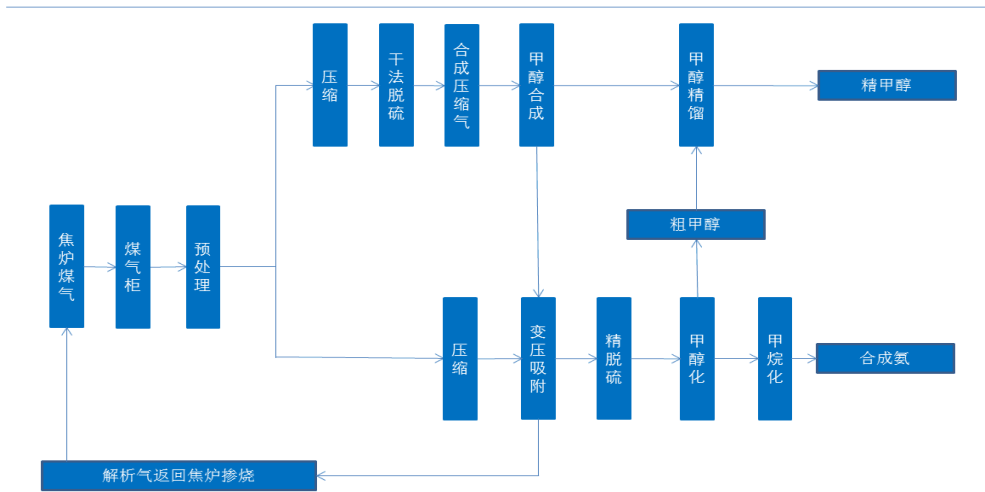 压缩
干法脱硫
合成压缩气
甲醇合成
甲醇精馏
精甲醇
焦炉煤气
煤气柜
预处理
粗甲醇
压缩
变压吸附
精脱硫
甲醇化
甲烷化
合成氨
解析气返回焦炉掺烧